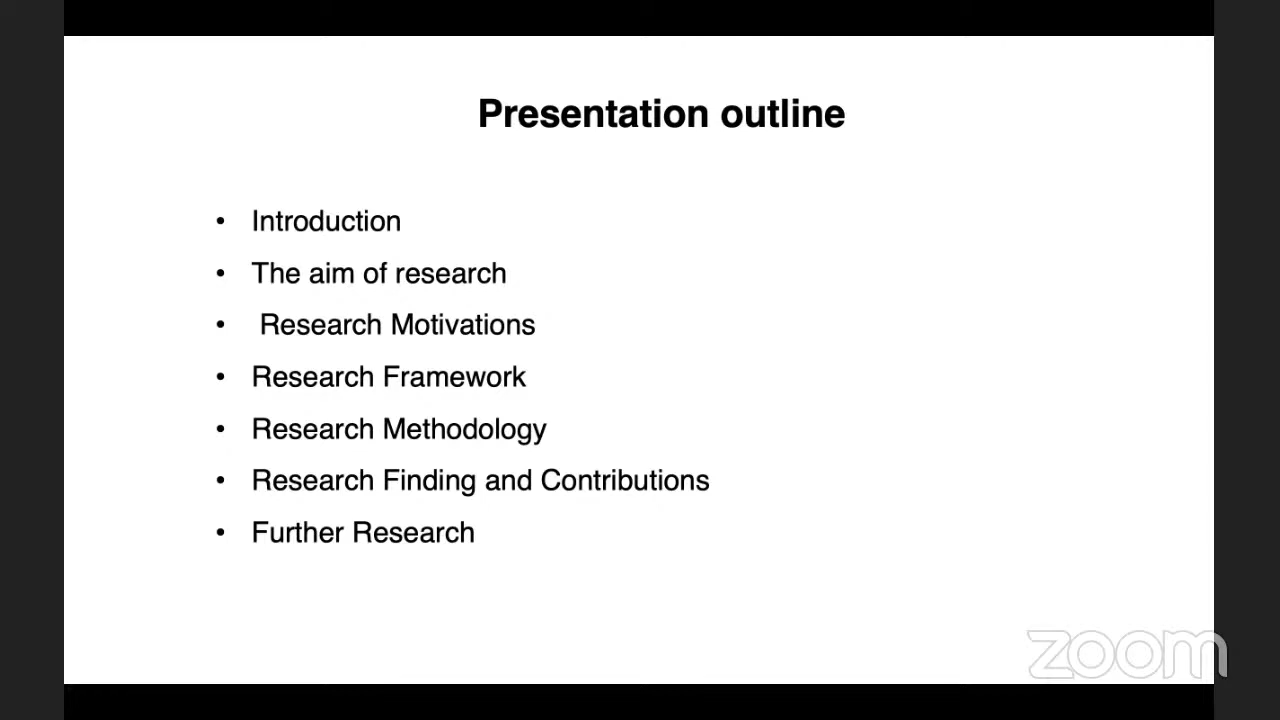 Presentation outline
• Introduction
• The aim of research
• Research Motivations
• Research Framework
• Research Methodology
• Research Finding and Contributions
• Further Research
zoom